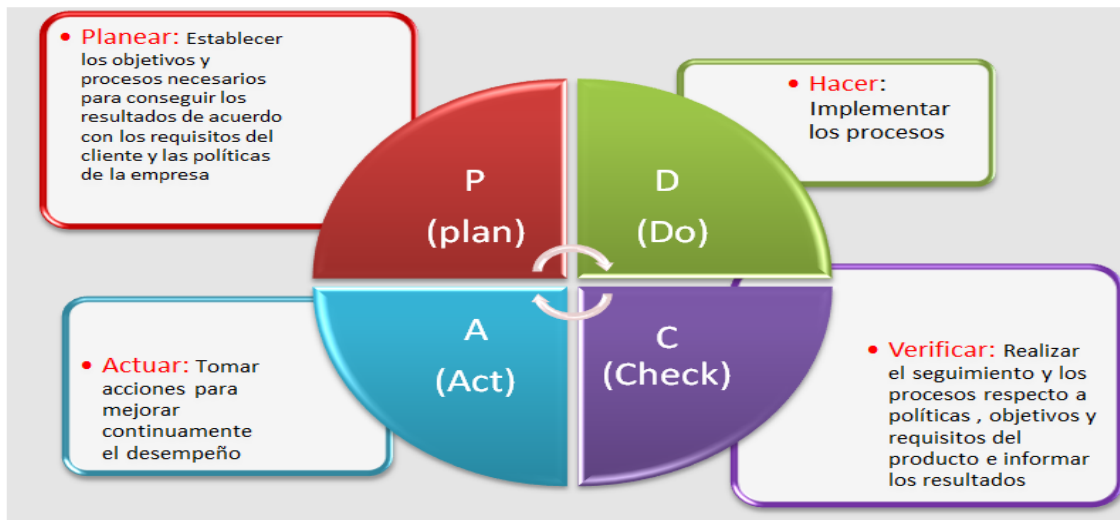 • Planear: Establecer
los objetivos y
procesos necesarios
para conseguir los
resultados de acuerdo
con los requisitos del
cliente y las políticas
de la empresa
P
(plan)
D
(Do)
• Hacer:
Implementar
los procesos
• Actuar: Tomar
acciones para
mejorar
continuamente
el desempeño
A
(Act)
C
(Check)
• Verificar: Realizar
el seguimiento y los
procesos respecto a
políticas , objetivos y
requisitos del
producto e informar
los resultados